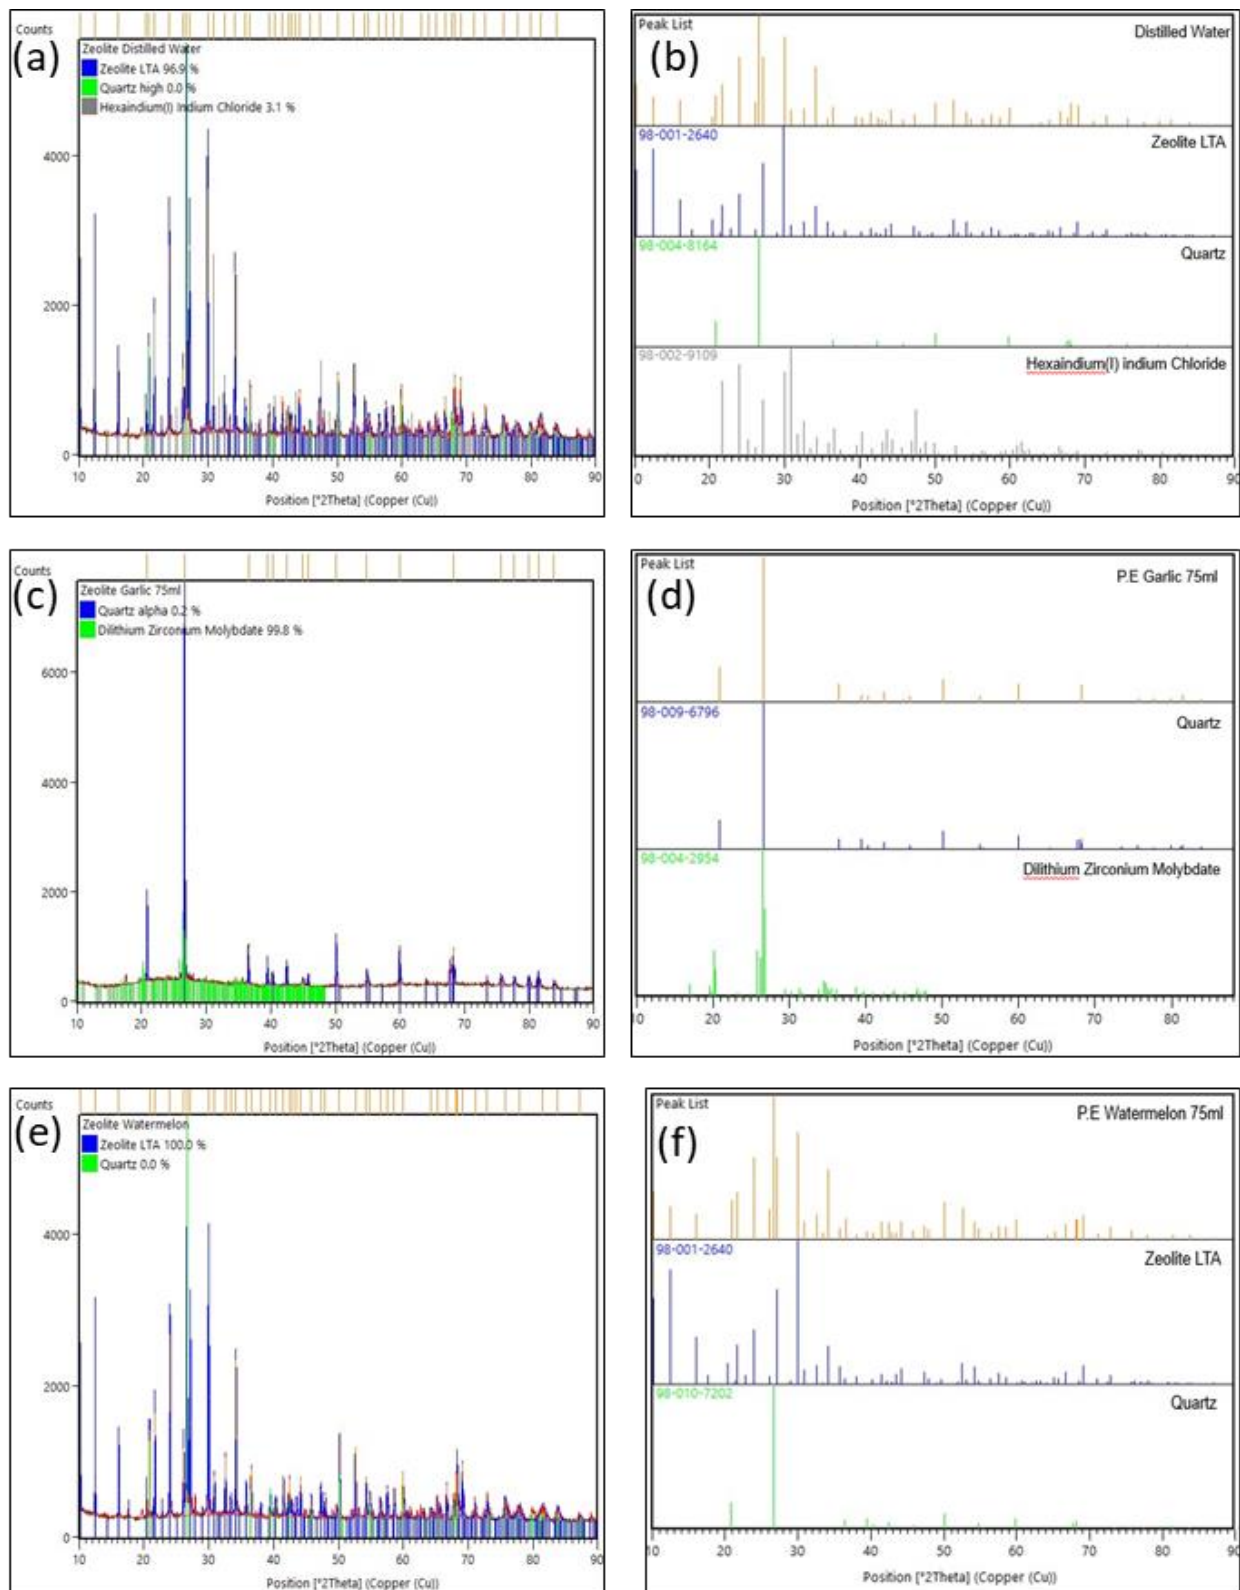 (a)
Counts
Zeolite Distilled Water
Zeolite LTA 96.9 %
Quartz high 0.0 %
Hexaindium(I) Indium Chloride 3.1 %
4000
2000
0
10 20 30 40 50 60 70 80 90
Position [°2Theta] (Copper (Cu))
(b)
Peak List
Distilled Water
98-001-2640
Zeolite LTA
98-004-8164
Quartz
98-002-9109
Hexaindium(I) indium Chloride
0 20 30 40 50 60 70 80 90
Position [°2Theta] (Copper (Cu))
(c)
Counts
Zeolite Garlic 75ml
Quartz alpha 0.2 %
Dilithium Zirconium Molybdate 99.8 %
6000
4000
2000
0
10 20 30 40 50 60 70 80 90
Position [°2Theta] (Copper (Cu))
(d)
Peak List
P.E Garlic 75ml
98-009-6796
Quartz
98-004-2954
Dilithium Zirconium Molybdate
10 20 30 40 50 60 70 80
Position [°2Theta] (Copper (Cu))
(e)
Counts
Zeolite Watermelon
Zeolite LTA 100.0 %
Quartz 0.0 %
4000
2000
0
10 20 30 40 50 60 70 80 90
Position [°2Theta] (Copper (Cu))
(f)
Peak List
P.E Watermelon 75ml
98-001-2640
Zeolite LTA
98-010-7202
Quartz
10 20 30 40 50 60 70 80 90
Position [°2Theta] (Copper (Cu))